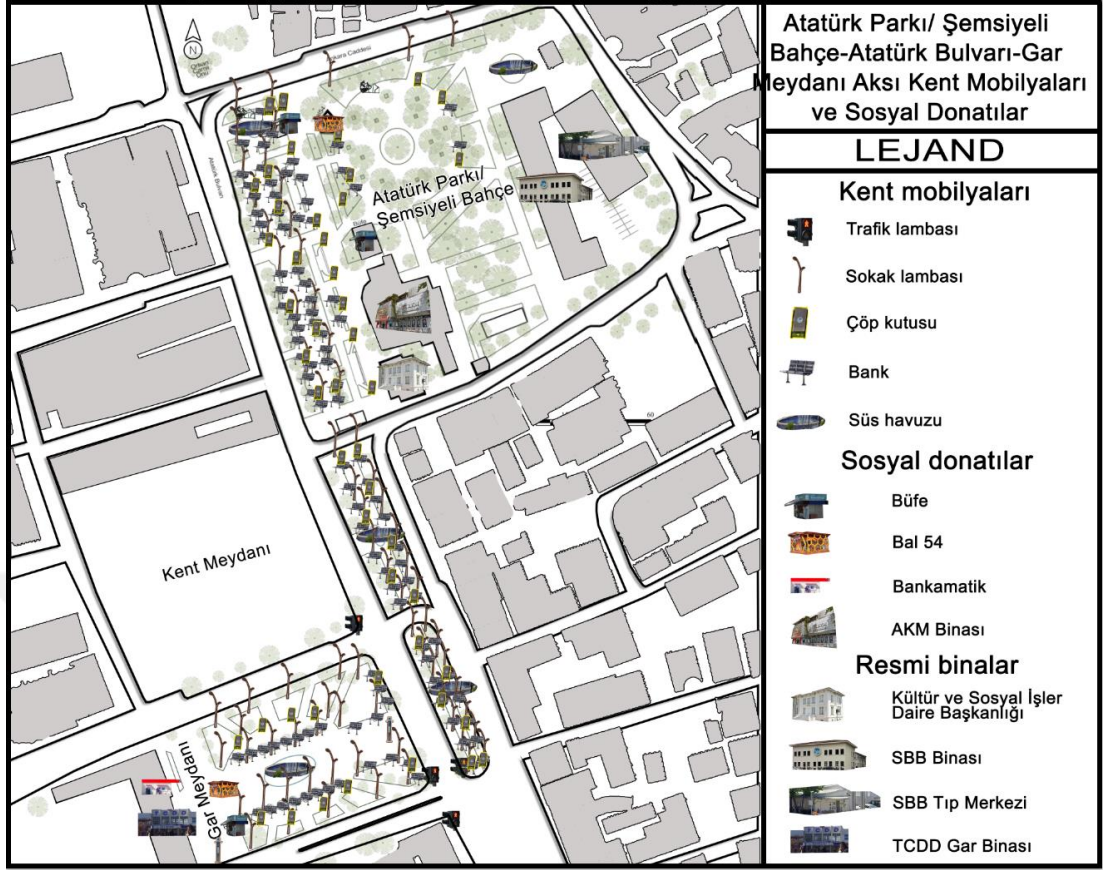 Atatürk Parkı/ Şemsiyeli
Bahçe-Atatürk Bulvarı-Gar
Meydanı Aksı Kent Mobilyaları
ve Sosyal Donatılar
LEJAND
Kent mobilyaları
Trafik lambası
Sokak lambası
Çöp kutusu
Bank
Süs havuzu
Sosyal donatılar
Büfe
Bal 54
Bankamatik
AKM Binası
Resmi binalar
Kültür ve Sosyal İşler
Daire Başkanlığı
SBB Binası
SBB Tıp Merkezi
TCDD Gar Binası
N
Caddesi
Atatürk Bulvarı
Atatürk Parkı/
Şemsiyeli Bahçe
60
Kent Meydanı
Gar Meydanı